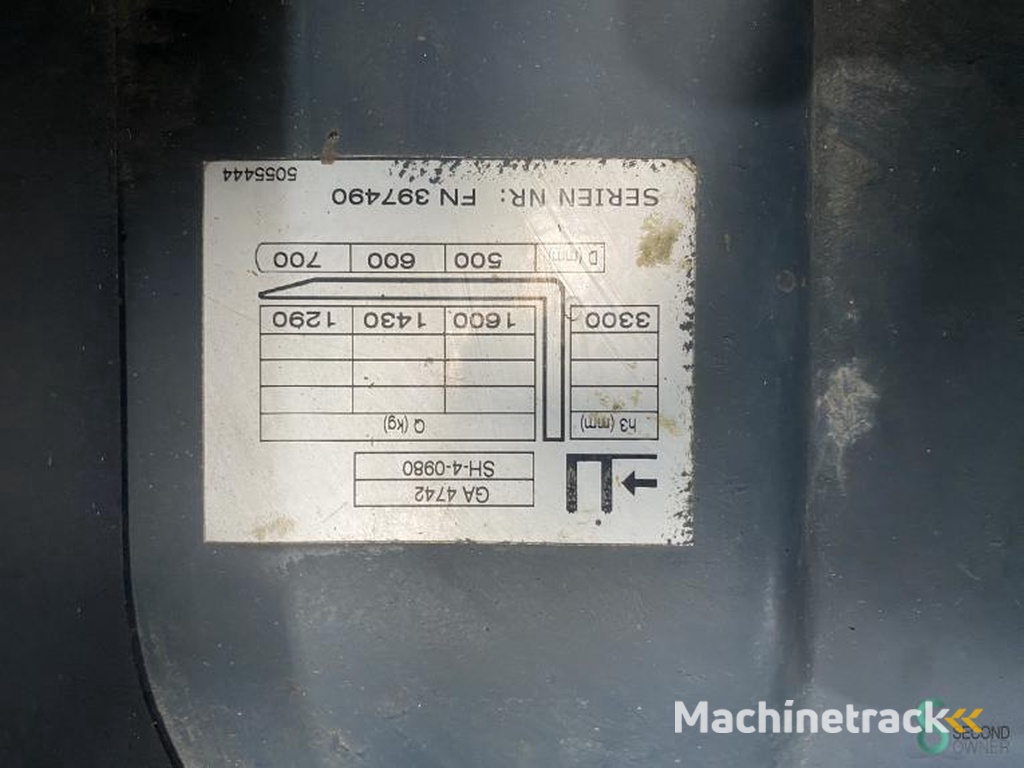 GA 4742
SH-4-0980
h3 (mm) Q (kg)
3300 1600 1430 1290
D (mm) 500 600 700
SERIEN NR: FN 397490
5055444
Machinetrack
SECOND
OWNER